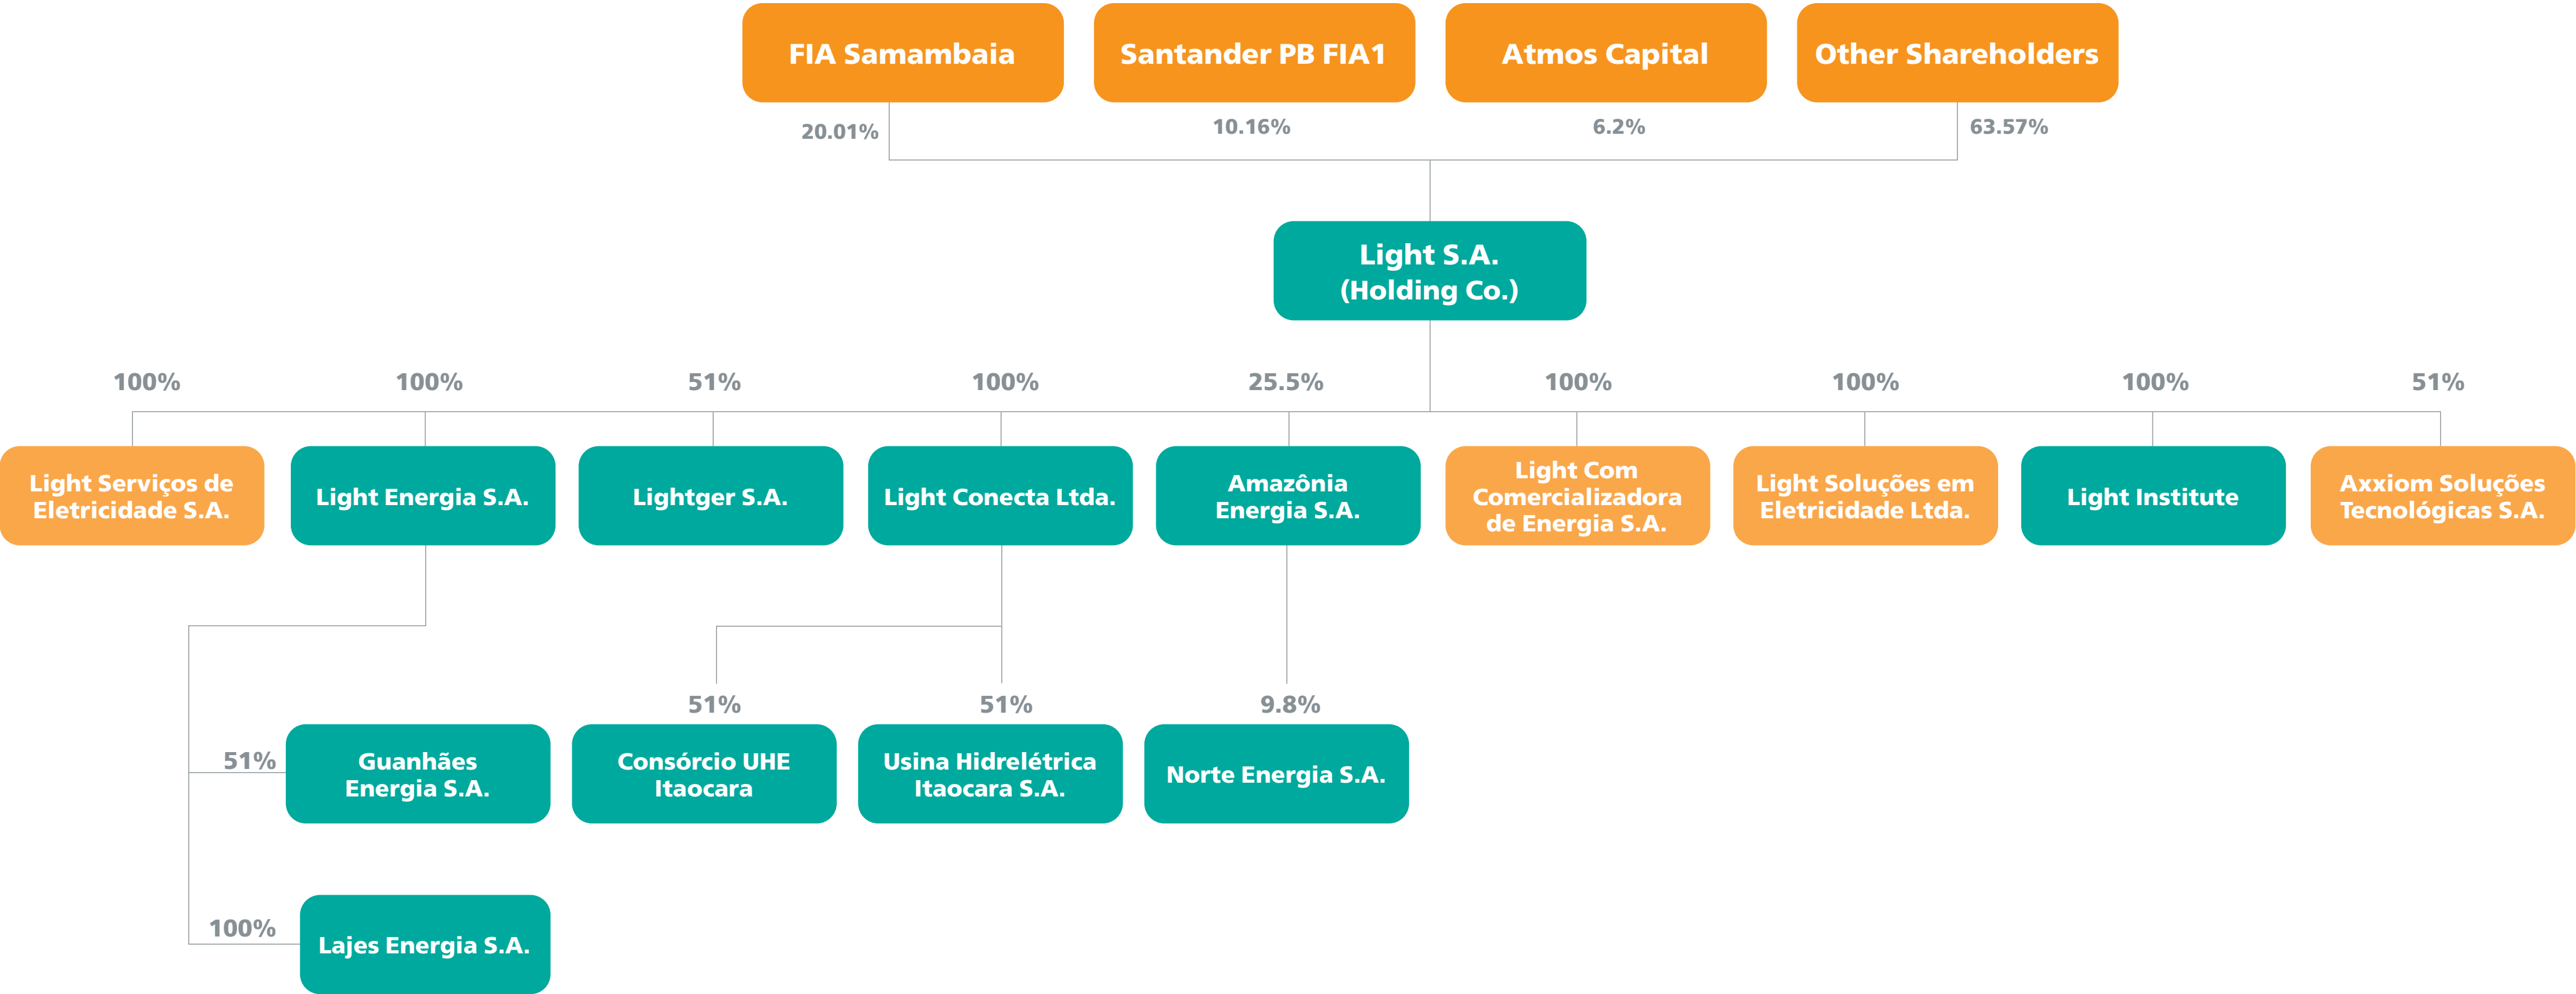 FIA Samambaia
Santander PB FIA1
Atmos Capital
Other Shareholders
20.01%
10.16%
6.2%
63.57%
Light S.A.
(Holding Co.)
100%
100%
51%
100%
25.5%
100%
100%
100%
51%
Light Serviços de
Eletricidade S.A.
Light Energia S.A.
Lightger S.A.
Light Conecta Ltda.
Amazônia
Energia S.A.
Light Com
Comercializadora
de Energia S.A.
Light Soluções em
Eletricidade Ltda.
Light Institute
Axxiom Soluções
Tecnológicas S.A.
51%
51%
9.8%
51%
Guanhães
Energia S.A.
Consórcio UHE
Itaocara
Usina Hidrelétrica
Itaocara S.A.
Norte Energia S.A.
100%
Lajes Energia S.A.